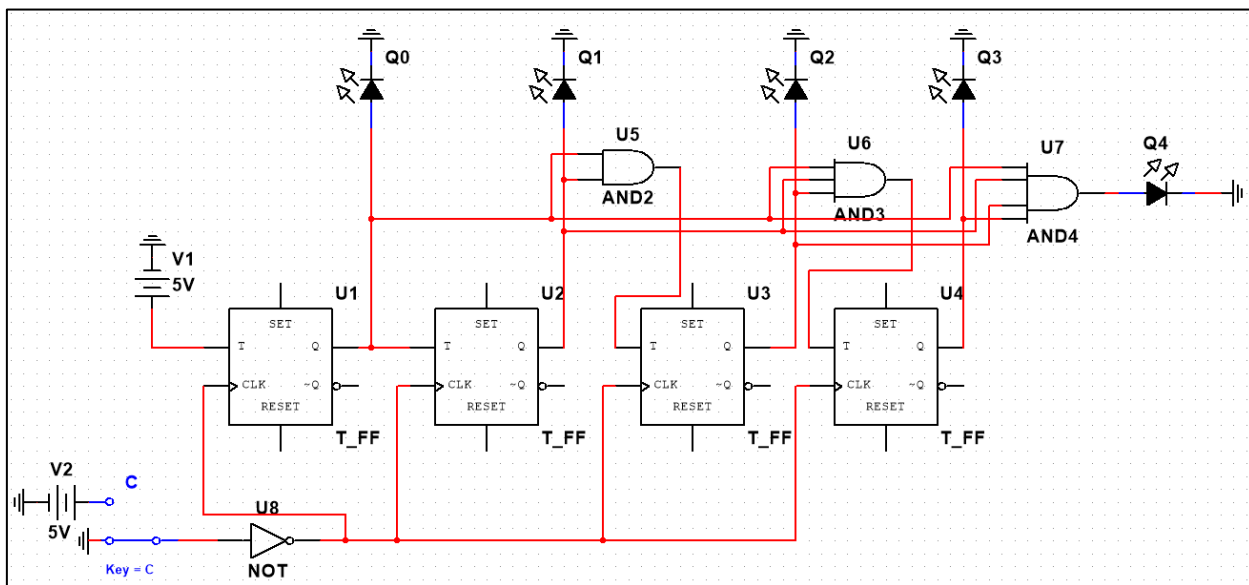 Q0
Q1
Q2
Q3
U5
AND2
U6
AND3
U7
AND4
Q4
V1
5V
U1
SET
T
Q
CLK
~Q
RESET
T_FF
U2
SET
T
Q
CLK
~Q
RESET
T_FF
U3
SET
T
Q
CLK
~Q
RESET
T_FF
U4
SET
T
Q
CLK
~Q
RESET
T_FF
V2
5V
C
Key = C
U8
NOT